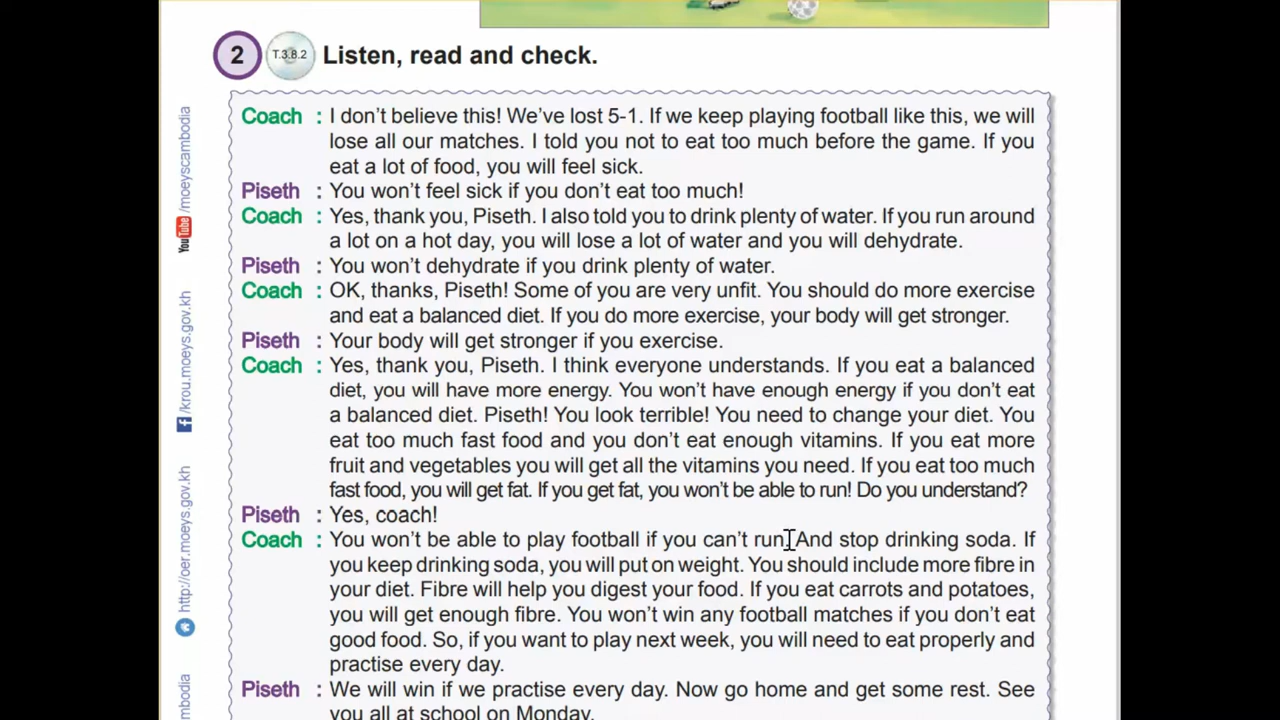 2 T.3.8.2 Listen, read and check.
Coach : I don't believe this! We've lost 5-1. If we keep playing football like this, we will
lose all our matches. I told you not to eat too much before the game. If you
eat a lot of food, you will feel sick.
Piseth : You won't feel sick if you don't eat too much!
Coach : Yes, thank you, Piseth. I also told you to drink plenty of water. If you run around
a lot on a hot day, you will lose a lot of water and you will dehydrate.
Piseth : You won't dehydrate if you drink plenty of water.
Coach : OK, thanks, Piseth! Some of you are very unfit. You should do more exercise
and eat a balanced diet. If you do more exercise, your body will get stronger.
Piseth : Your body will get stronger if you exercise.
Coach : Yes, thank you, Piseth. I think everyone understands. If you eat a balanced
diet, you will have more energy. You won't have enough energy if you don't eat
a balanced diet. Piseth! You look terrible! You need to change your diet. You
eat too much fast food and you don't eat enough vitamins. If you eat more
fruit and vegetables you will get all the vitamins you need. If you eat too much
fast food, you will get fat. If you get fat, you won't be able to run! Do you understand?
Piseth : Yes, coach!
Coach : You won't be able to play football if you can't run. And stop drinking soda. If
you keep drinking soda, you will put on weight. You should include more fibre in
your diet. Fibre will help you digest your food. If you eat carrots and potatoes,
you will get enough fibre. You won't win any football matches if you don't eat
good food. So, if you want to play next week, you will need to eat properly and
practise every day.
Piseth : We will win if we practise every day. Now go home and get some rest. See
you all at school on Monday.
YouTube /moeyscambodia
f /krou.moeys.gov.kh
http://oer.moeys.gov.kh
mbodia